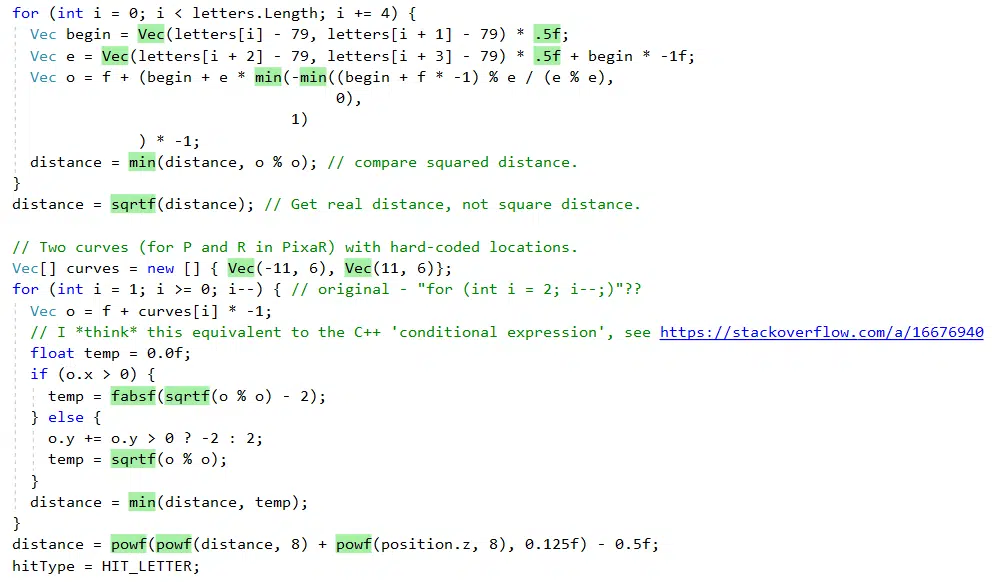 for (int i = 0; i < letters.Length; i += 4) {
Vec begin = Vec(letters[i] - 79, letters[i + 1] - 79) * .5f;
Vec e = Vec(letters[i + 2] - 79, letters[i + 3] - 79) * .5f + begin * -1f;
Vec o = f + (begin + e * min(-min((begin + f * -1) % e / (e % e),
0),
1)
) * -1;
distance = min(distance, o % o); // compare squared distance.
}
distance = sqrtf(distance); // Get real distance, not square distance.
// Two curves (for P and R in PixaR) with hard-coded locations.
Vec[] curves = new [] { Vec(-11, 6), Vec(11, 6)};
for (int i = 1; i >= 0; i--) { // original - "for (int i = 2; i--;)"??
Vec o = f + curves[i] * -1;
// I *think* this equivalent to the C++ 'conditional expression', see https://stackoverflow.com/a/16676940
float temp = 0.0f;
if (o.x > 0) {
temp = fabsf(sqrtf(o % o) - 2);
} else {
o.y += o.y > 0 ? -2 : 2;
temp = sqrtf(o % o);
}
distance = min(distance, temp);
}
distance = powf(powf(distance, 8) + powf(position.z, 8), 0.125f) - 0.5f;
hitType = HIT_LETTER;